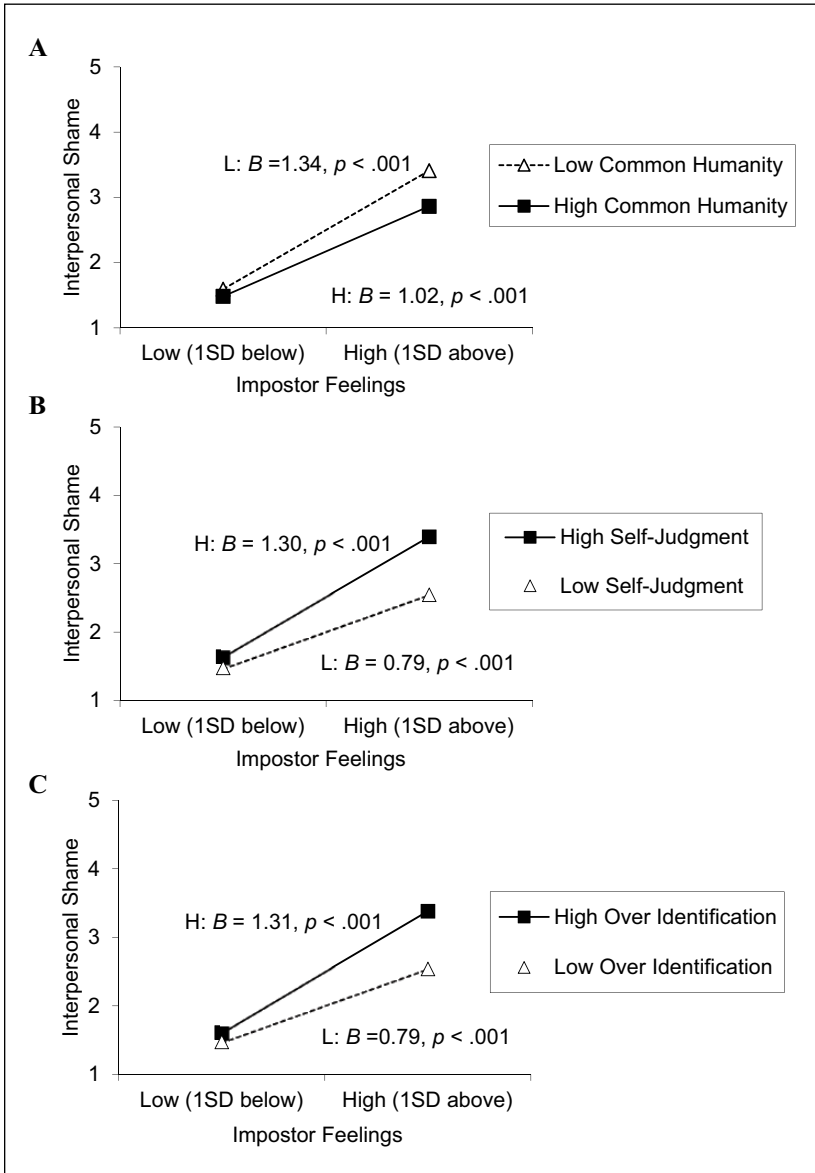 A
5
4
3
2
1
Interpersonal Shame
L: B =1.34, p < .001
H: B = 1.02, p < .001
Low Common Humanity
High Common Humanity
Low (1SD below)
High (1SD above)
Impostor Feelings
B
5
4
3
2
1
Interpersonal Shame
H: B = 1.30, p < .001
L: B = 0.79, p < .001
High Self-Judgment
Low Self-Judgment
Low (1SD below)
High (1SD above)
Impostor Feelings
C
5
4
3
2
1
Interpersonal Shame
H: B = 1.31, p < .001
L: B =0.79, p < .001
High Over Identification
Low Over Identification
Low (1SD below)
High (1SD above)
Impostor Feelings